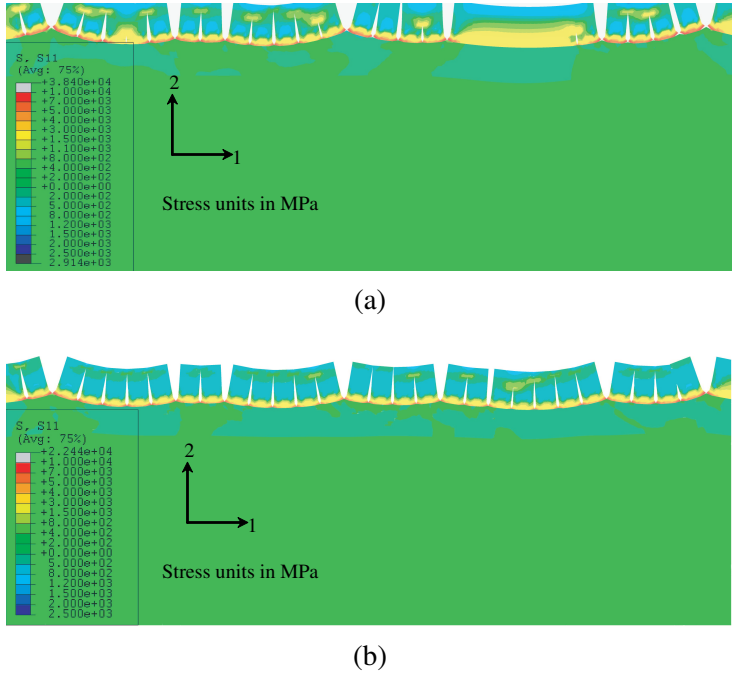 S, S11
(Avg: 75%)
+3.840e+04
+1.000e+04
+7.000e+03
+5.000e+03
+4.000e+03
+3.000e+03
+1.500e+03
+1.100e+03
+8.000e+02
+4.000e+02
+0.000e+00
2.000e+02
5.000e+02
8.000e+02
1.200e+03
1.500e+03
2.000e+03
2.500e+03
2.914e+03
2
1
Stress units in MPa
(a)
S, S11
(Avg: 75%)
+2.244e+04
+1.000e+04
+7.000e+03
+5.000e+03
+4.000e+03
+3.000e+03
+1.500e+03
+8.000e+02
+4.000e+02
+0.000e+00
5.000e+02
8.000e+02
1.200e+03
1.500e+03
2.000e+03
2.500e+03
2
1
Stress units in MPa
(b)